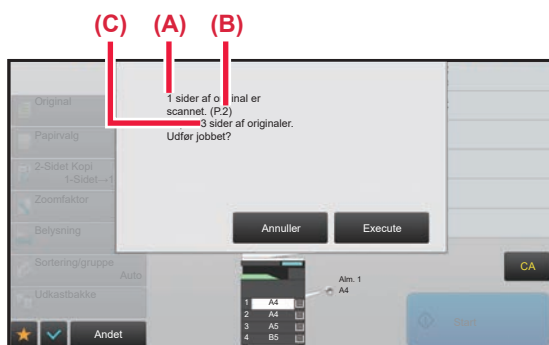 (C) (A) (B)
1 sider af original er
scannet. (P.2)
3 sider af originaler.
Udfør jobbet?
Annuller Execute
Original
Papirvalg
2-Sidet Kopi
1-Sidet→1
Zoomfaktor
Belysning
Sortering/gruppe
Auto
Udkastbakke
Andet
Alm. 1
A4
1 A4
2 A4
3 A5
4 B5
CA
Start